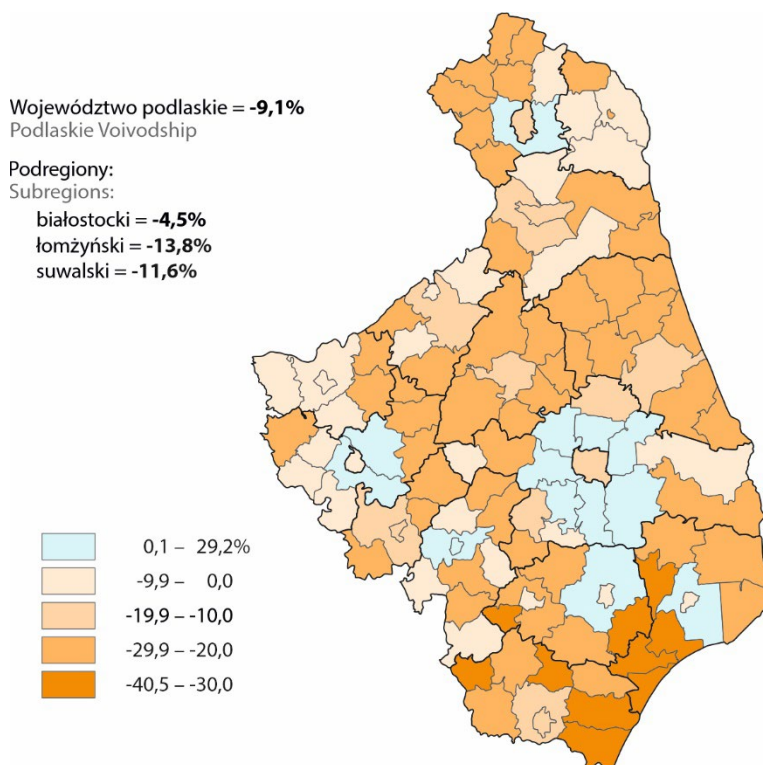 Województwo podlaskie = -9,1%
Podlaskie Voivodship
Podregiony:
Subregions:
białostocki = -4,5%
łomżyński = -13,8%
suwalski = -11,6%
0,1 – 29,2%
-9,9 – 0,0
-19,9 – -10,0
-29,9 – -20,0
-40,5 – -30,0